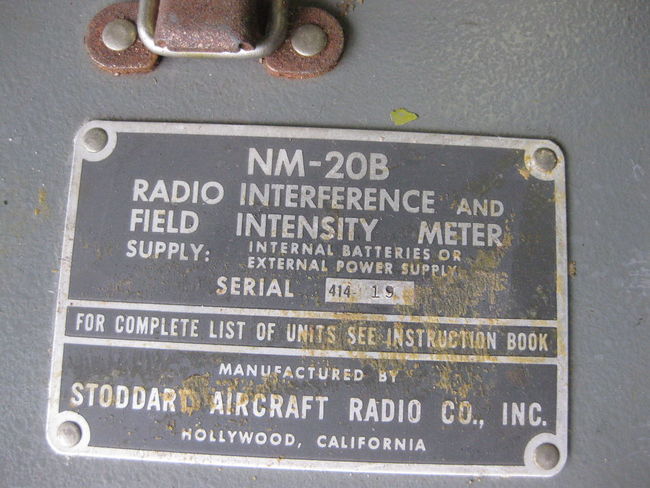 NM-20B
RADIO INTERFERENCE AND
FIELD INTENSITY METER
SUPPLY: INTERNAL BATTERIES OR
EXTERNAL POWER SUPPLY
SERIAL 414- 19
FOR COMPLETE LIST OF UNITS SEE INSTRUCTION BOOK
MANUFACTURED BY
STODDARD AIRCRAFT RADIO CO., INC.
HOLLYWOOD, CALIFORNIA